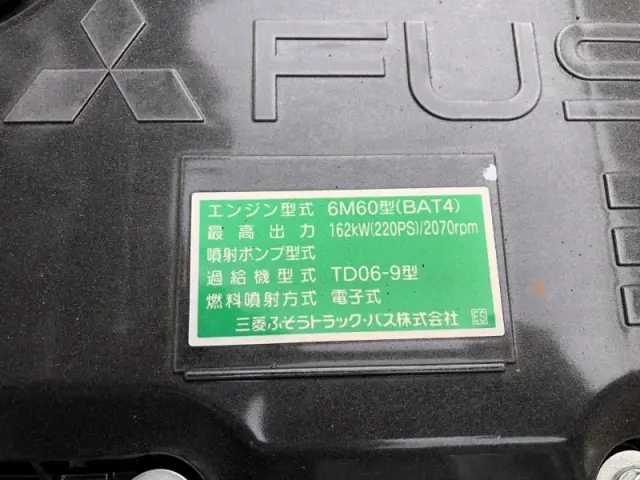 FUS
エンジン型式 6M60型(BAT4)
最高出力 162kW(220PS)/2070rpm
噴射ポンプ型式
過給機型式 TD06-9型
燃料噴射方式 電子式
三菱ふそうトラック・バス株式会社 ES